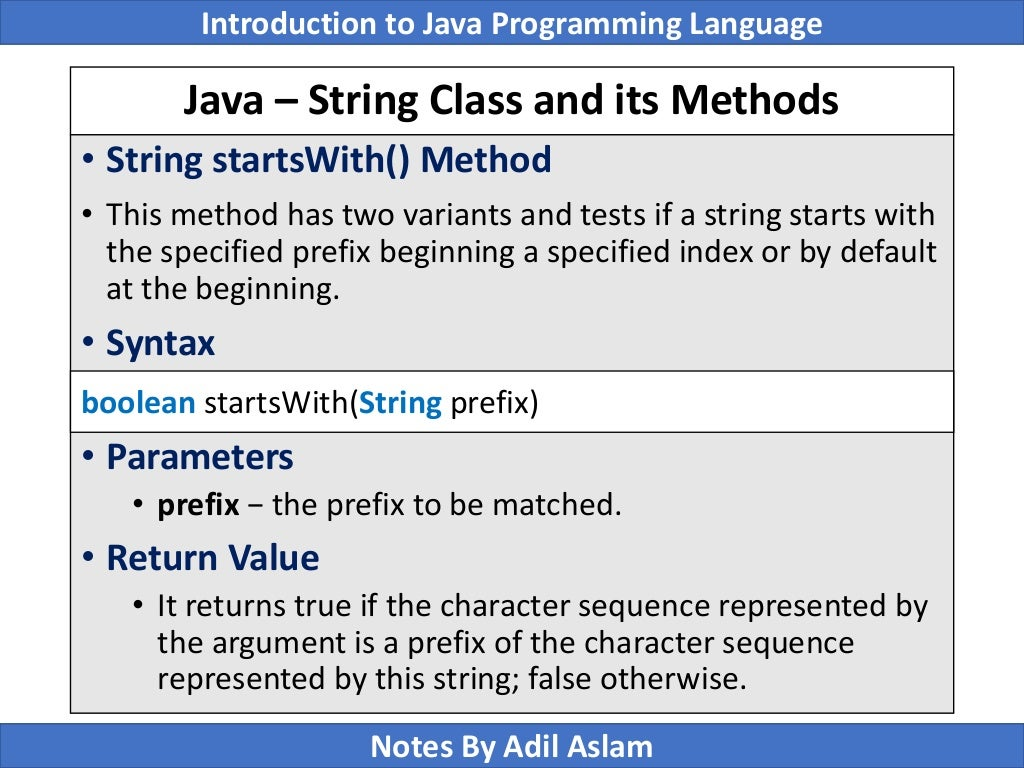 Introduction to Java Programming Language
Java – String Class and its Methods
• String startsWith() Method
• This method has two variants and tests if a string starts with
the specified prefix beginning a specified index or by default
at the beginning.
• Syntax
boolean startsWith(String prefix)
• Parameters
• prefix − the prefix to be matched.
• Return Value
• It returns true if the character sequence represented by
the argument is a prefix of the character sequence
represented by this string; false otherwise.
Notes By Adil Aslam